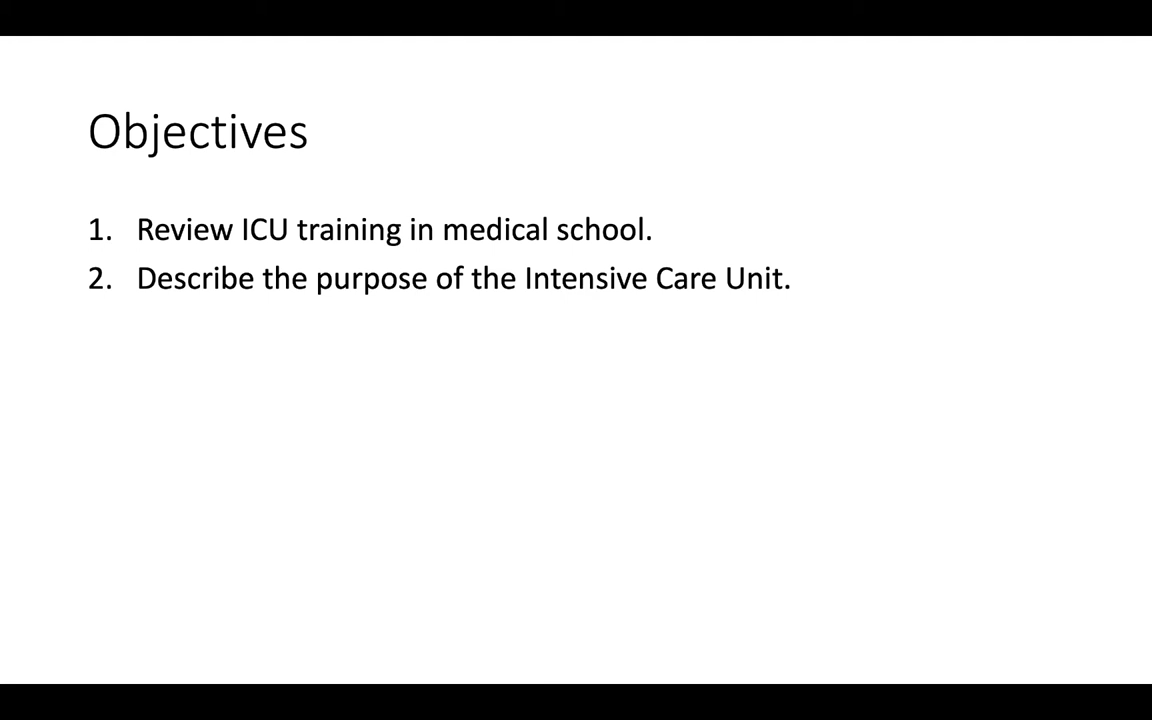 Objectives
1. Review ICU training in medical school.
2. Describe the purpose of the Intensive Care Unit.